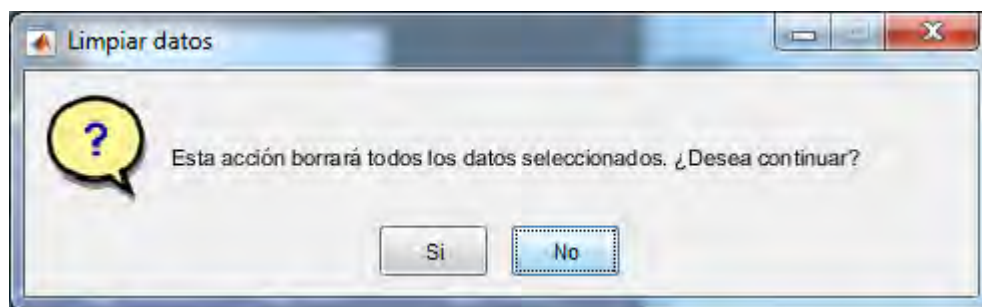 Limpiar datos
?
Esta acción borrará todos los datos seleccionados. ¿Desea continuar?
Si No